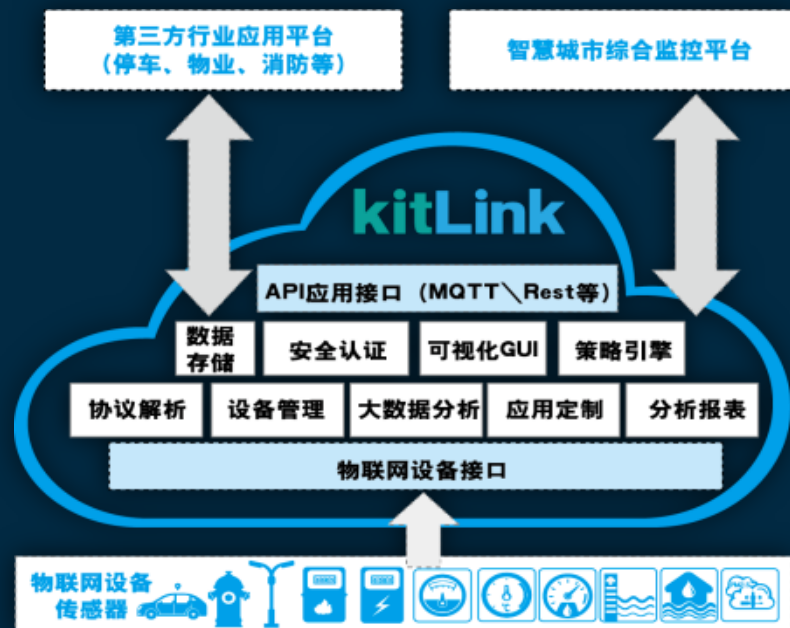 第三方行业应用平台
（停车、物业、消防等）
智慧城市综合监控平台
kitLink
API应用接口（MQTT＼Rest等）
数据
存储
安全认证
可视化GUI
策略引擎
协议解析
设备管理
大数据分析
应用定制
分析报表
物联网设备接口
物联网设备
传感器